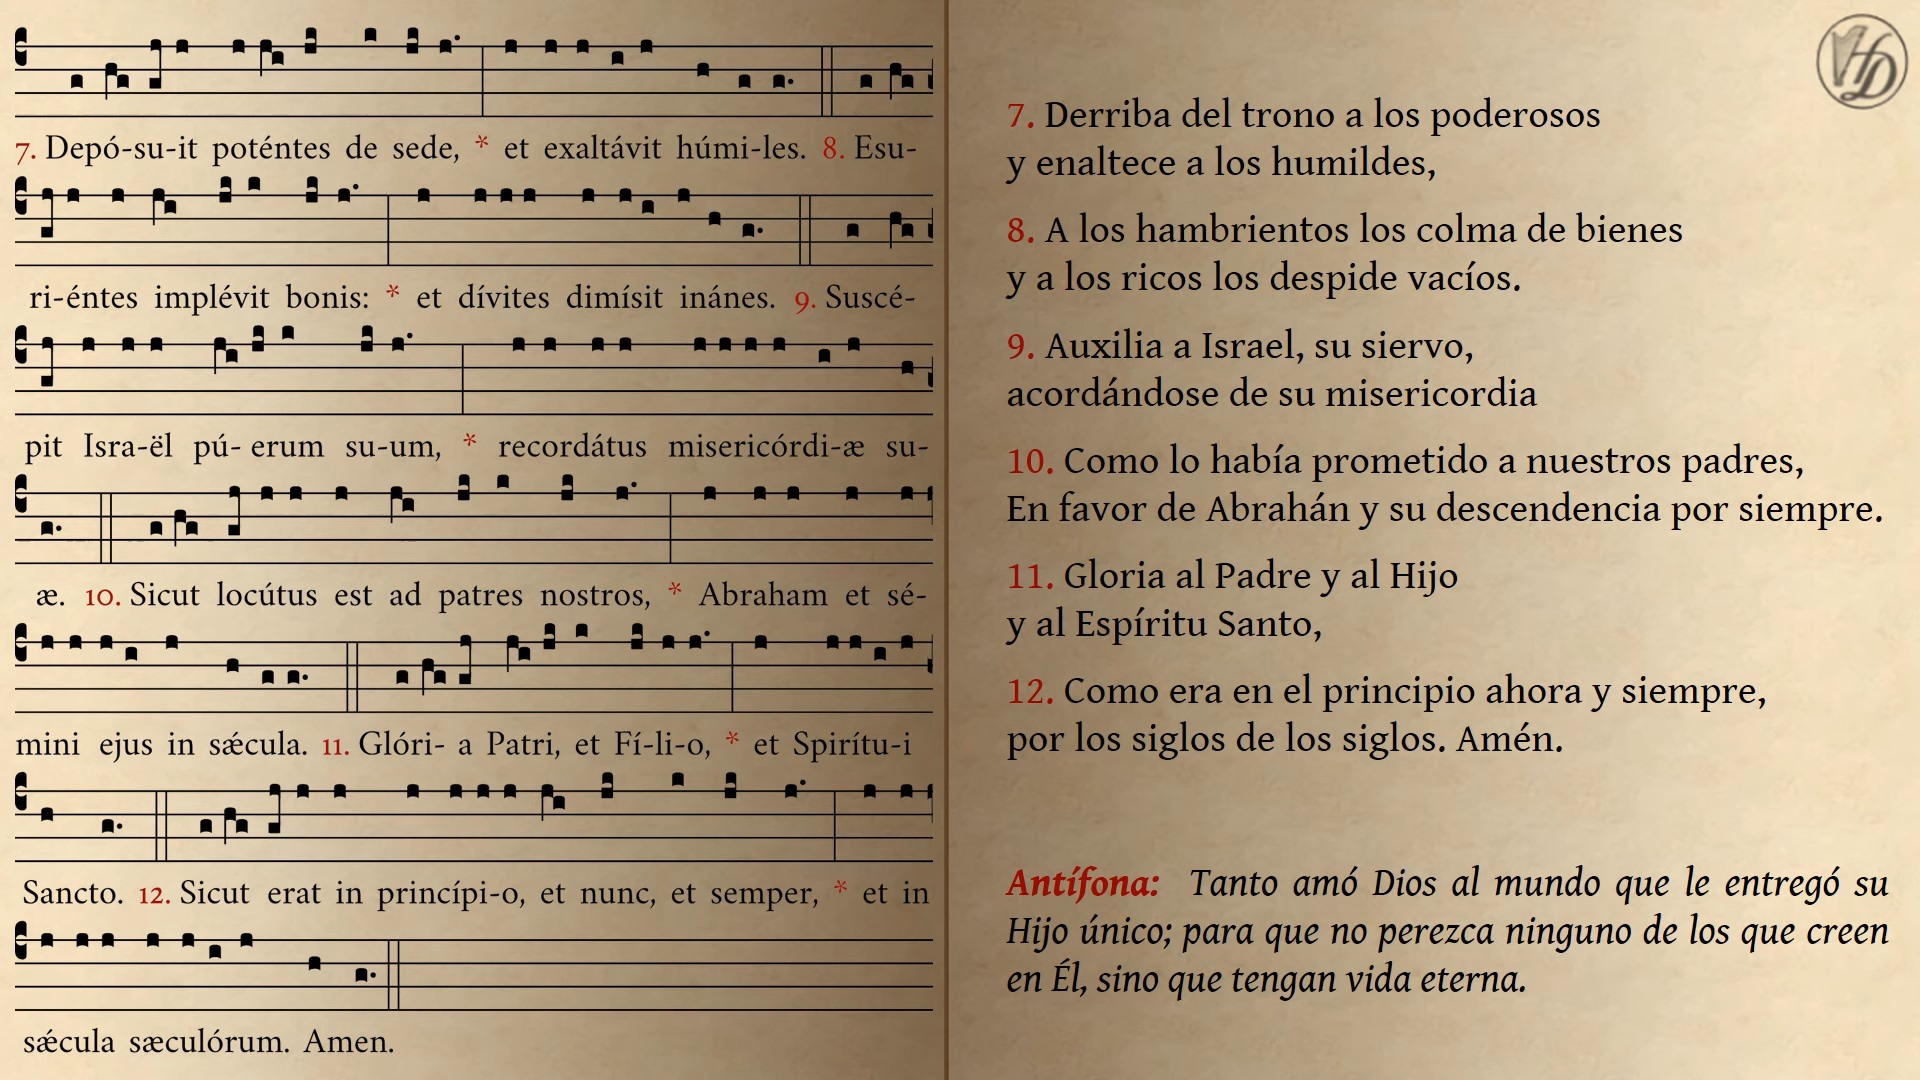 7. Depó-su-it poténtes de sede, * et exaltávit húmi-les. 8. Esu-
ri-éntes implévit bonis: * et dívites dimísit inánes. 9. Suscé-
pit Isra-ël pú- erum su-um, * recordátus misericórdi-æ su-
æ. 10. Sicut locútus est ad patres nostros, * Abraham et sé-
mini ejus in sǽcula. 11. Glóri- a Patri, et Fí-li-o, * et Spirítu-i
Sancto. 12. Sicut erat in princípi-o, et nunc, et semper, * et in
sǽcula sæculórum. Amen.
HD
7. Derriba del trono a los poderosos
y enaltece a los humildes,
8. A los hambrientos los colma de bienes
y a los ricos los despide vacíos.
9. Auxilia a Israel, su siervo,
acordándose de su misericordia
10. Como lo había prometido a nuestros padres,
En favor de Abrahán y su descendencia por siempre.
11. Gloria al Padre y al Hijo
y al Espíritu Santo,
12. Como era en el principio ahora y siempre,
por los siglos de los siglos. Amén.
Antífona: Tanto amó Dios al mundo que le entregó su
Hijo único; para que no perezca ninguno de los que creen
en Él, sino que tengan vida eterna.